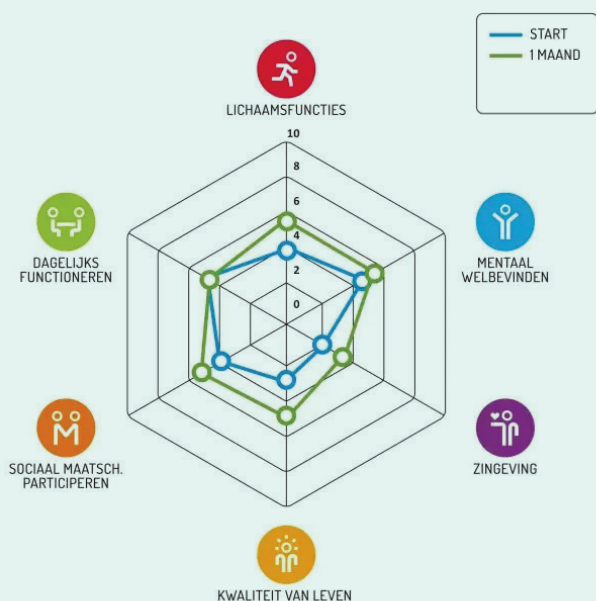 START
1 MAAND
LICHAAMSFUNCTIES
10
8
6
4
2
0
MENTAAL
WELBEVINDEN
ZINGEVING
KWALITEIT VAN LEVEN
SOCIAAL MAATSCH.
PARTICIPEREN
DAGELIJKS
FUNCTIONEREN